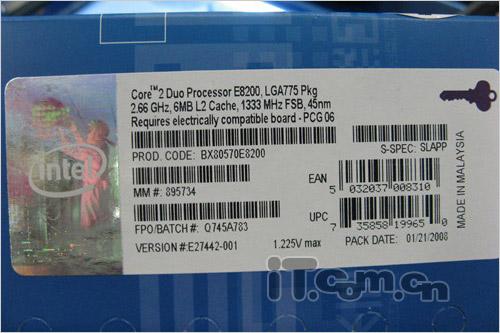 Core™2 Duo Processor E8200, LGA775 Pkg
2.66 GHz, 6MB L2 Cache, 1333 MHz FSB, 45nm
Requires electrically compatible board - PCG 06
PROD. CODE: BX80570E8200
S-SPEC: SLAPP
intel
MM #: 895734
EAN
5 032037 008310
FPO/BATCH #: Q745A783
UPC
7 35858 19965 0
MADE IN MALAYSIA
VERSION #:E27442-001
1.225V max
PACK DATE: 01/21/2008
iT.com.cn